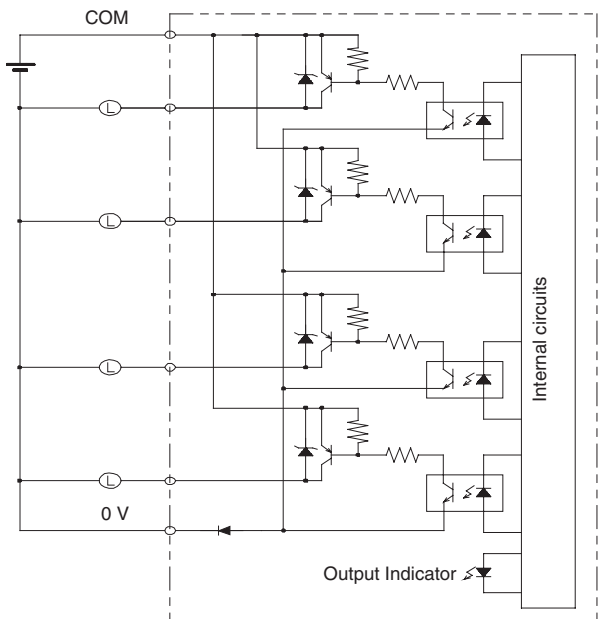 COM
L
L
L
L
0 V
Internal circuits
Output Indicator